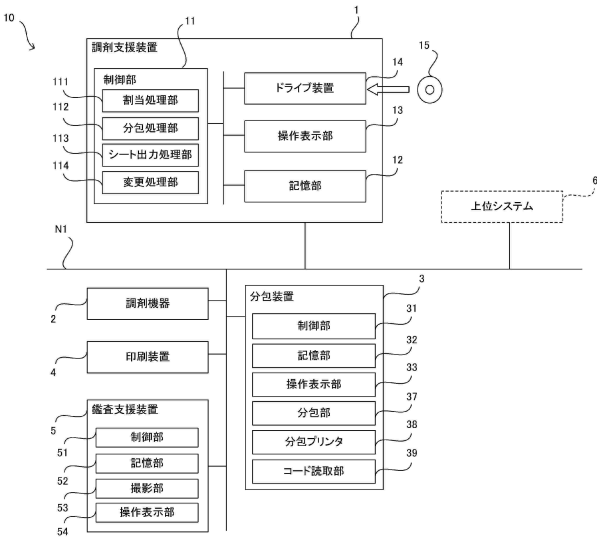 10
1
調剤支援装置
11
制御部
111
割当処理部
112
分包処理部
113
シート出力処理部
114
変更処理部
ドライブ装置
14
15
操作表示部
13
記憶部
12
上位システム
6
N1
調剤機器
2
印刷装置
4
分包装置
3
制御部
31
記憶部
32
操作表示部
33
分包部
37
分包プリンタ
38
コード読取部
39
鑑査支援装置
5
制御部
51
記憶部
52
撮影部
53
操作表示部
54